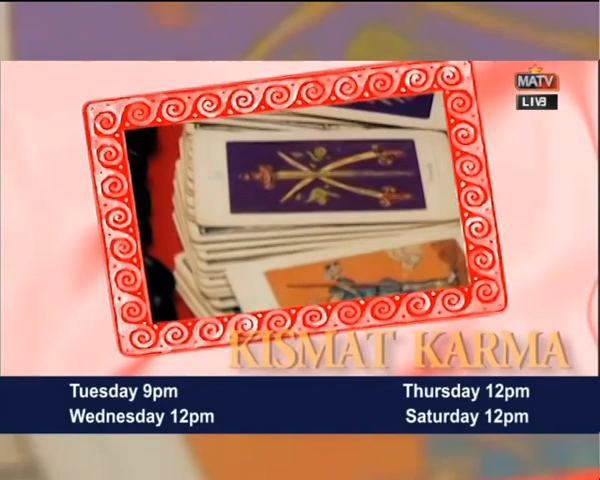 MATV
LIVE
KISMAT KARMA
Tuesday 9pm
Wednesday 12pm
Thursday 12pm
Saturday 12pm